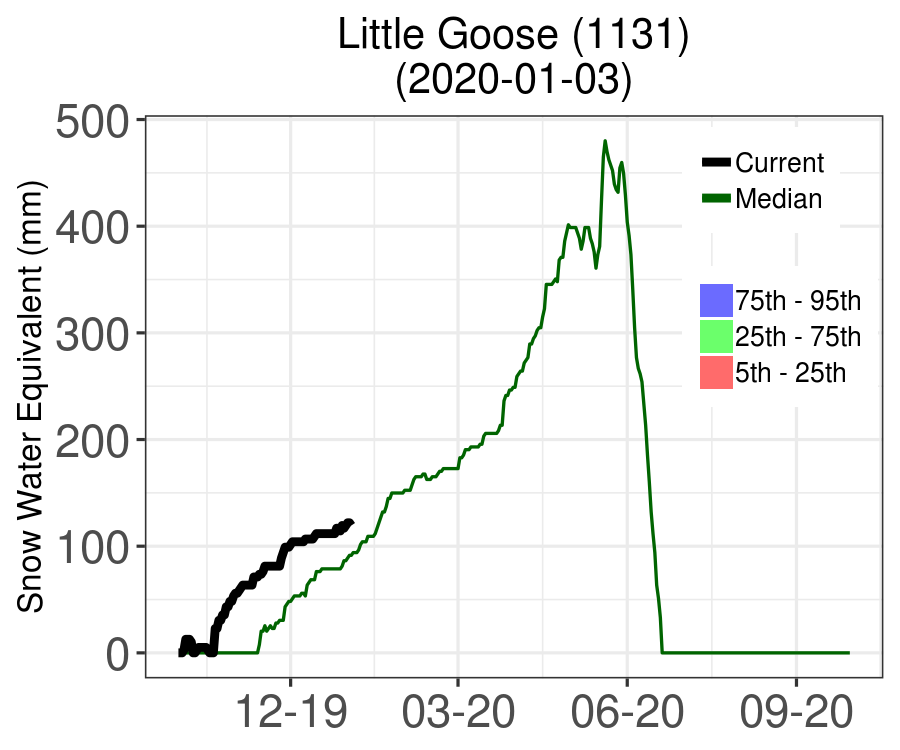 Little Goose (1131)
(2020-01-03)
Snow Water Equivalent (mm)
500
400
300
200
100
0
12-19
03-20
06-20
09-20
Current
Median
75th - 95th
25th - 75th
5th - 25th